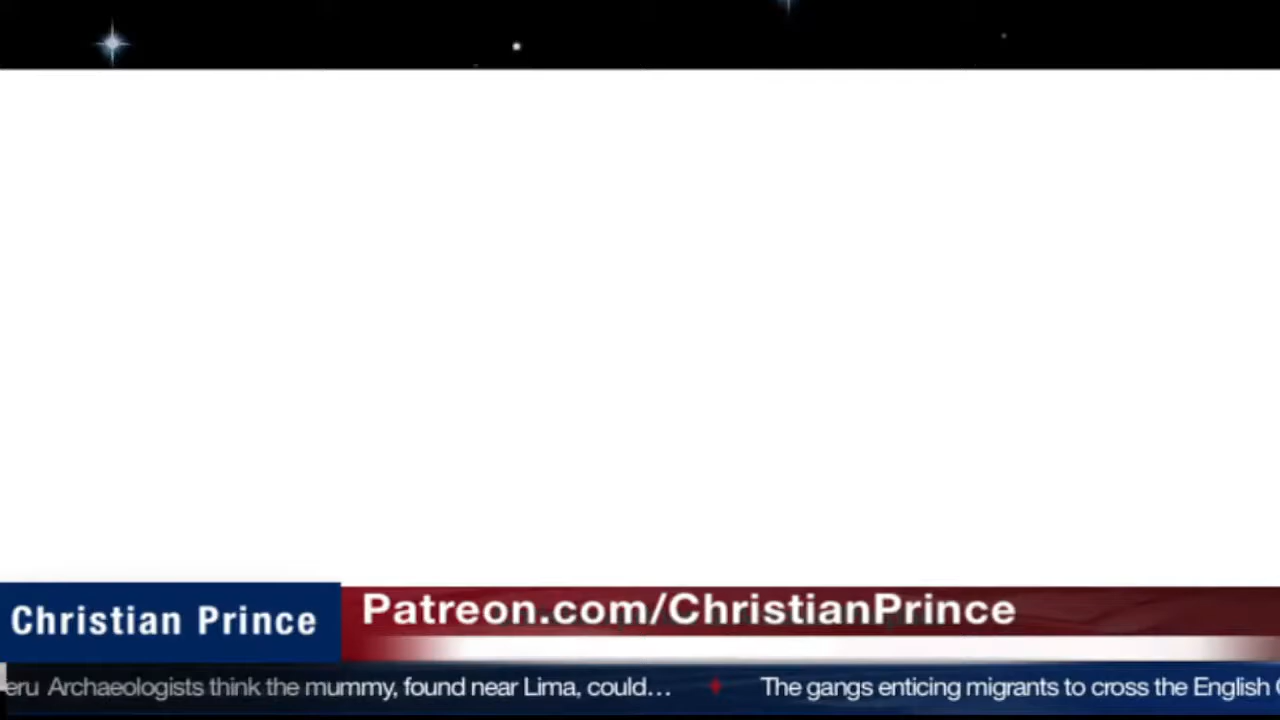 Christian Prince
Patreon.com/ChristianPrince
Archaeologists think the mummy, found near Lima, could… The gangs enticing migrants to cross the English